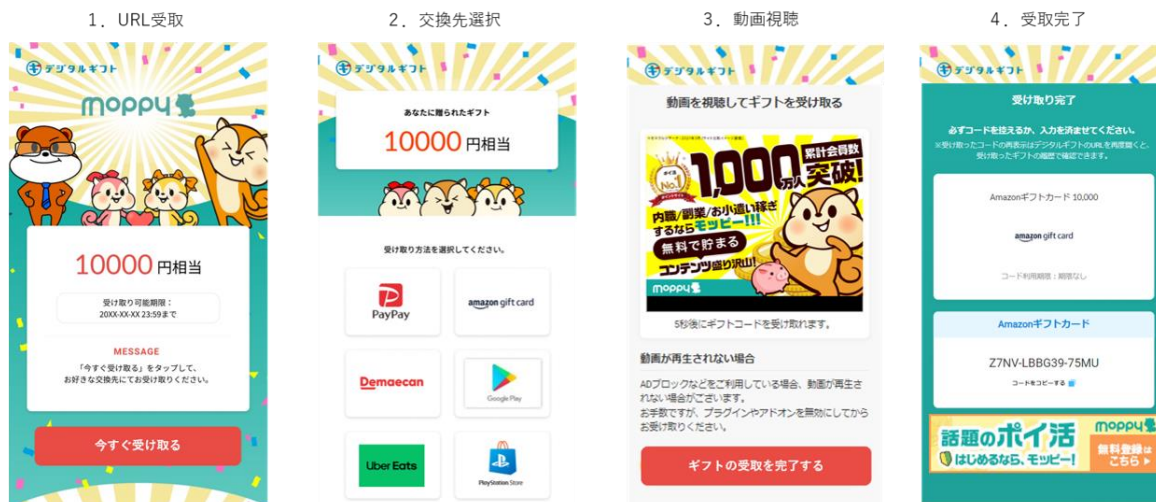 1. URL受取
デジタルギフト
moppy
10000 円相当
受け取り可能期限：
20XX-XX-XX 23:59まで
MESSAGE
「今すぐ受け取る」をタップして、
お好きな交換先にてお受け取りください。
今すぐ受け取る
2. 交換先選択
デジタルギフト
あなたに贈られたギフト
10000 円相当
受け取り方法を選択してください。
PayPay
amazon gift card
Demaecan
Google Play
Uber Eats
PlayStation Store
3. 動画視聴
デジタルギフト
動画を視聴してギフトを受け取る
ポイ活
No.1
累計会員数
1,000万人突破!
内職/副業/お小遣い稼ぎ
するならモッピー!!!
無料で貯まる
コンテンツ盛り沢山!
moppy
5秒後にギフトコードを受け取れます。
動画が再生されない場合
ADブロックなどをご利用している場合、動画が再生さ
れない場合がございます。
お手数ですが、プラグインやアドオンを無効にしてから
お受け取りください。
ギフトの受取を完了する
4. 受取完了
デジタルギフト
受け取り完了
必ずコードを控えるか、入力を済ませてください。
※受け取ったコードの再表示はデジタルギフトのURLを再度開くと、
受け取ったギフトの履歴で確認できます。
Amazonギフトカード 10,000
amazon gift card
コード利用期限：期限なし
Amazonギフトカード
Z7NV-LBBG39-75MU
コードをコピーする
話題のポイ活
はじめるなら、モッピー!
moppy
無料登録は
こちら